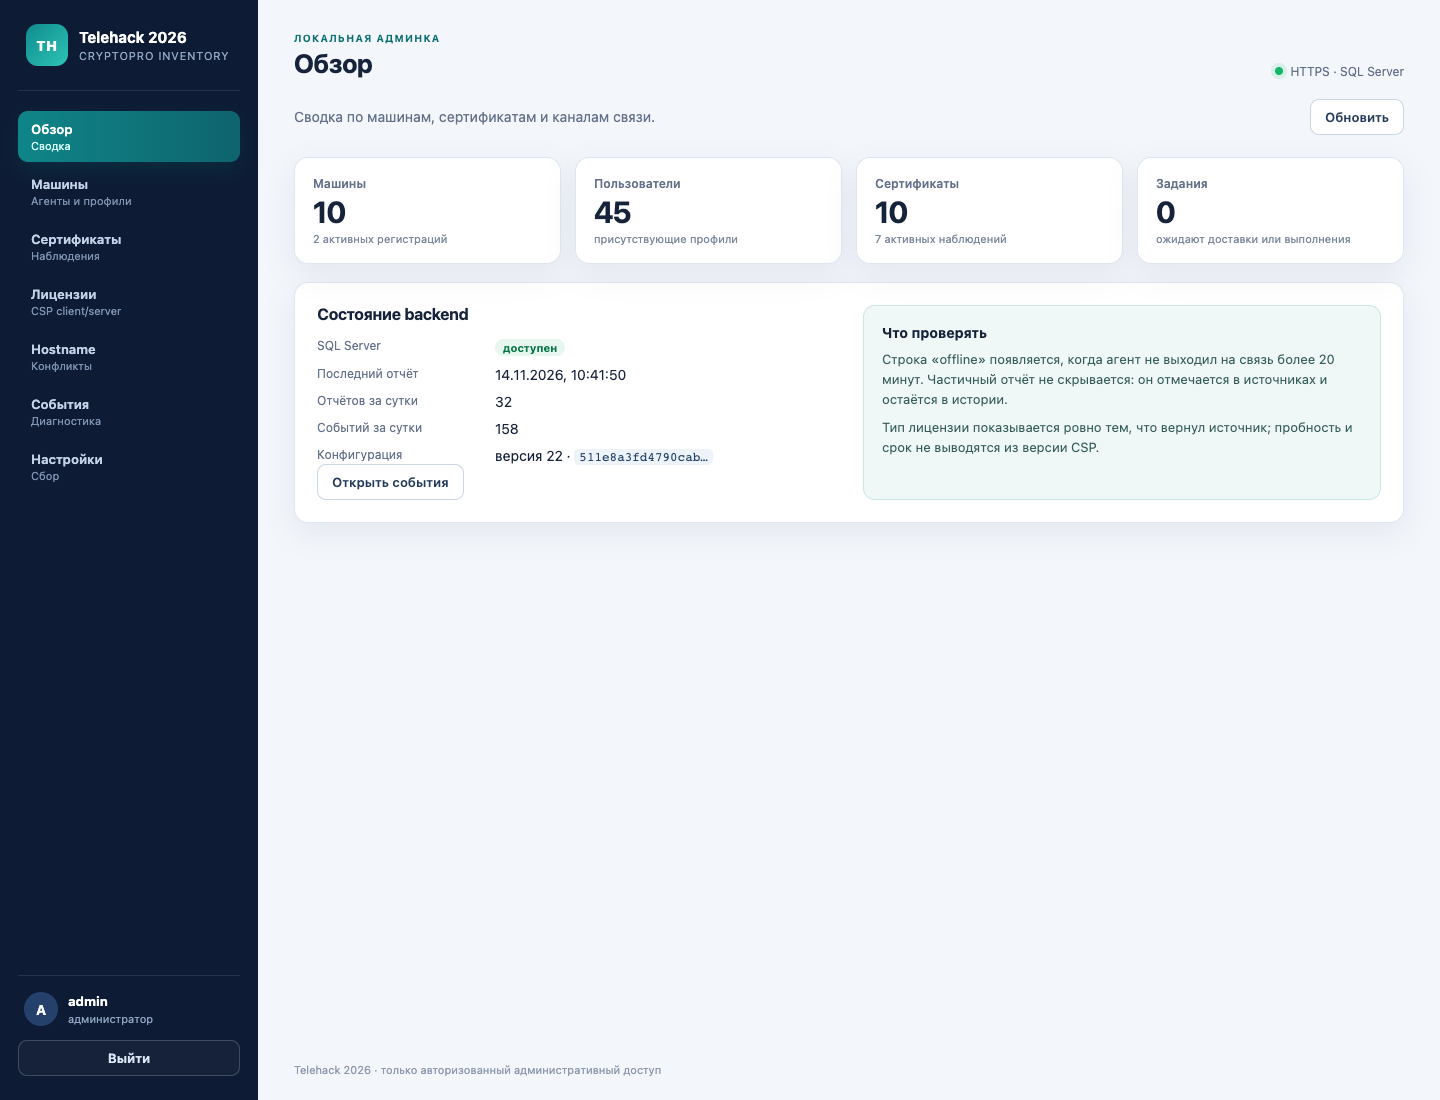 TH
Telehack 2026
CRYPTOPRO INVENTORY
Обзор
Сводка
Машины
Агенты и профили
Сертификаты
Наблюдения
Лицензии
CSP client/server
Hostname
Конфликты
События
Диагностика
Настройки
Сбор
A
admin
администратор
Выйти
ЛОКАЛЬНАЯ АДМИНКА
Обзор
HTTPS · SQL Server
Сводка по машинам, сертификатам и каналам связи.
Обновить
Машины
10
2 активных регистраций
Пользователи
45
присутствующие профили
Сертификаты
10
7 активных наблюдений
Задания
0
ожидают доставки или выполнения
Состояние backend
SQL Server доступен
Последний отчёт 14.11.2026, 10:41:50
Отчётов за сутки 32
Событий за сутки 158
Конфигурация версия 22 · 511e8a3fd4790cab…
Открыть события
Что проверять
Строка «offline» появляется, когда агент не выходил на связь более 20
минут. Частичный отчёт не скрывается: он отмечается в источниках и
остаётся в истории.
Тип лицензии показывается ровно тем, что вернул источник; пробность и
срок не выводятся из версии CSP.
Telehack 2026 · только авторизованный административный доступ